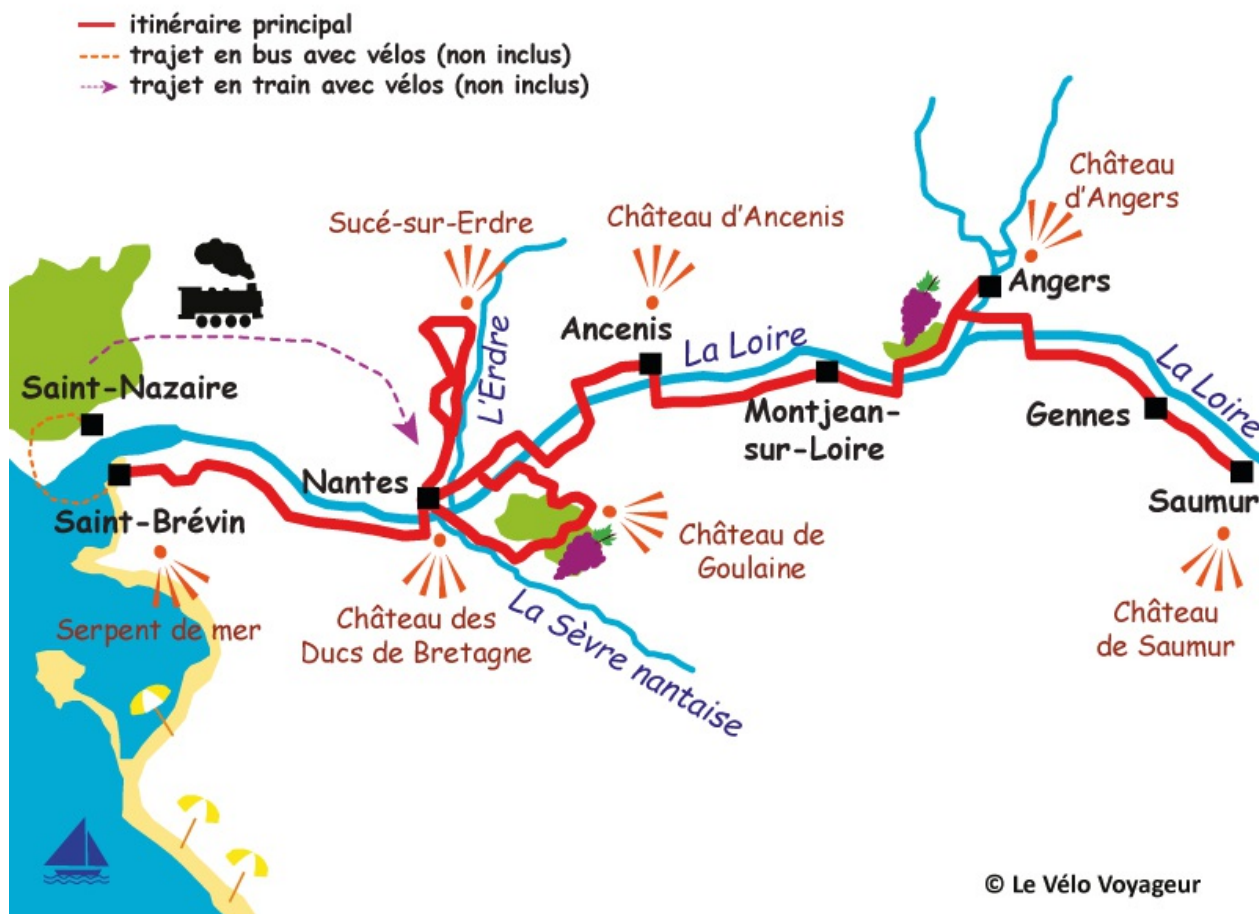 itinéraire principal
trajet en bus avec vélos (non inclus)
trajet en train avec vélos (non inclus)
Château
d'Angers
Sucé-sur-Erdre
Château d'Ancenis
Angers
Ancenis
L'Erdre
La Loire
La Loire
Saint-Nazaire
Montjean-
sur-Loire
Gennes
Nantes
Saumur
Saint-Brévin
Château de
Goulaine
Serpent de mer
Château des
Ducs de Bretagne
La Sèvre nantaise
Château
de Saumur
© Le Vélo Voyageur